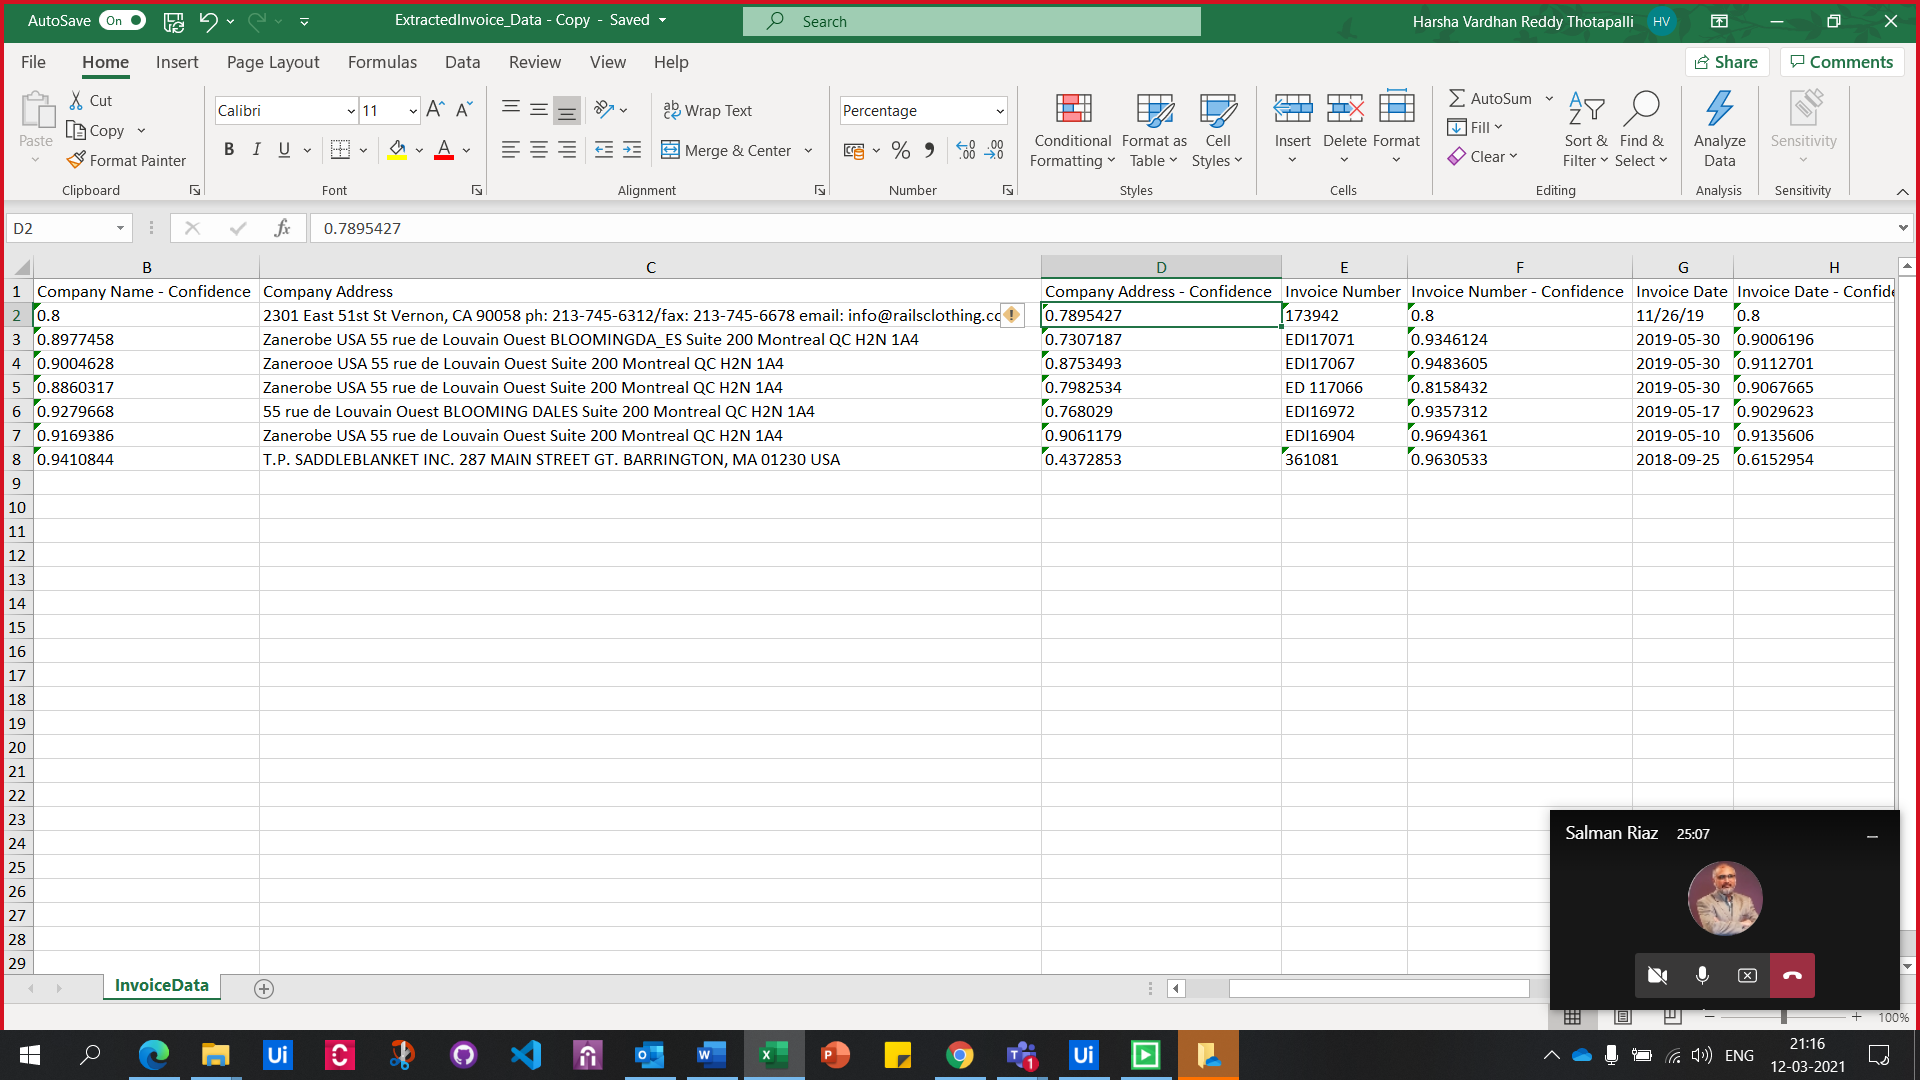 AutoSave On ExtractedInvoice_Data - Copy - Saved Search Harsha Vardhan Reddy Thotapalli HV
File Home Insert Page Layout Formulas Data Review View Help Share Comments
Paste Cut Copy Format Painter Clipboard
Calibri 11 B I U A Font
Wrap Text Merge & Center Alignment
Percentage % Number
Conditional Formatting Format as Table Cell Styles Styles
Insert Delete Format Cells
AutoSum Fill Clear Sort & Filter Find & Select Editing
Analyze Data Analysis
Sensitivity Sensitivity
D2 fx 0.7895427
B C D E F G H
1 Company Name - Confidence Company Address Company Address - Confidence Invoice Number Invoice Number - Confidence Invoice Date Invoice Date - Confide
2 0.8 2301 East 51st St Vernon, CA 90058 ph: 213-745-6312/fax: 213-745-6678 email: info@railsclothing.cc 0.7895427 173942 0.8 11/26/19 0.8
3 0.8977458 Zanerobe USA 55 rue de Louvain Ouest BLOOMINGDA_ES Suite 200 Montreal QC H2N 1A4 0.7307187 EDI17071 0.9346124 2019-05-30 0.9006196
4 0.9004628 Zanerooe USA 55 rue de Louvain Ouest Suite 200 Montreal QC H2N 1A4 0.8753493 EDI17067 0.9483605 2019-05-30 0.9112701
5 0.8860317 Zanerobe USA 55 rue de Louvain Ouest Suite 200 Montreal QC H2N 1A4 0.7982534 ED 117066 0.8158432 2019-05-30 0.9067665
6 0.9279668 55 rue de Louvain Ouest BLOOMING DALES Suite 200 Montreal QC H2N 1A4 0.768029 EDI16972 0.9357312 2019-05-17 0.9029623
7 0.9169386 Zanerobe USA 55 rue de Louvain Ouest Suite 200 Montreal QC H2N 1A4 0.9061179 EDI16904 0.9694361 2019-05-10 0.9135606
8 0.9410844 T.P. SADDLEBLANKET INC. 287 MAIN STREET GT. BARRINGTON, MA 01230 USA 0.4372853 361081 0.9630533 2018-09-25 0.6152954
9
10
11
12
13
14
15
16
17
18
19
20
21
22
23
24
25
26
27
28
29
Salman Riaz 25:07
InvoiceData
100%
Ui Ui 1 ENG 21:16
12-03-2021